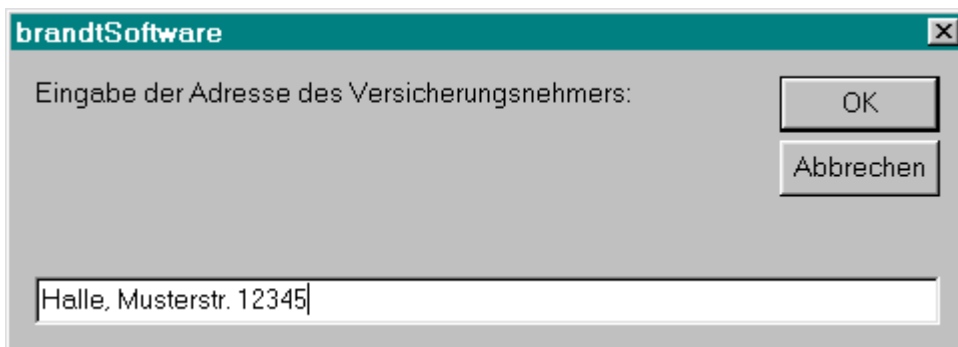 brandtSoftware
Eingabe der Adresse des Versicherungsnehmers:
OK
Abbrechen
Halle, Musterstr. 12345